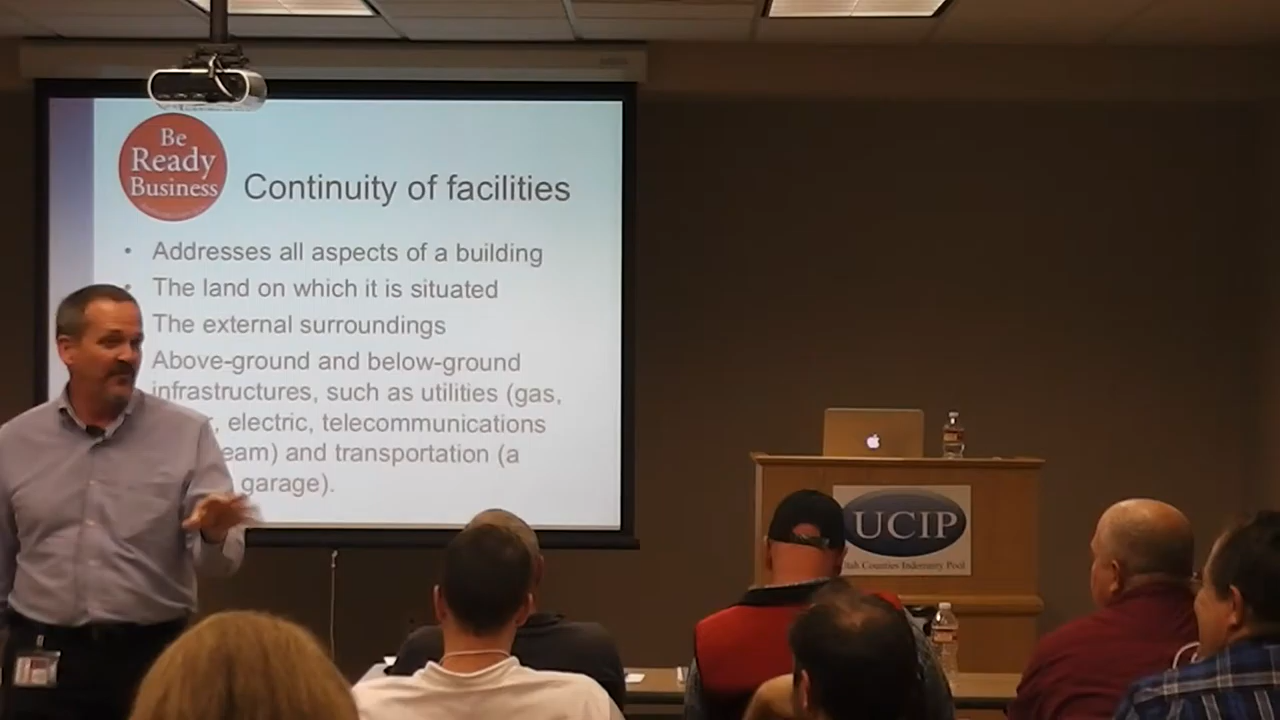 Be
Ready
Business
Continuity of facilities
• Addresses all aspects of a building
• The land on which it is situated
The external surroundings
Above-ground and below-ground
infrastructures, such as utilities (gas,
electric, telecommunications
and transportation (a
garage).
UCIP
Counties Indemnity Pool